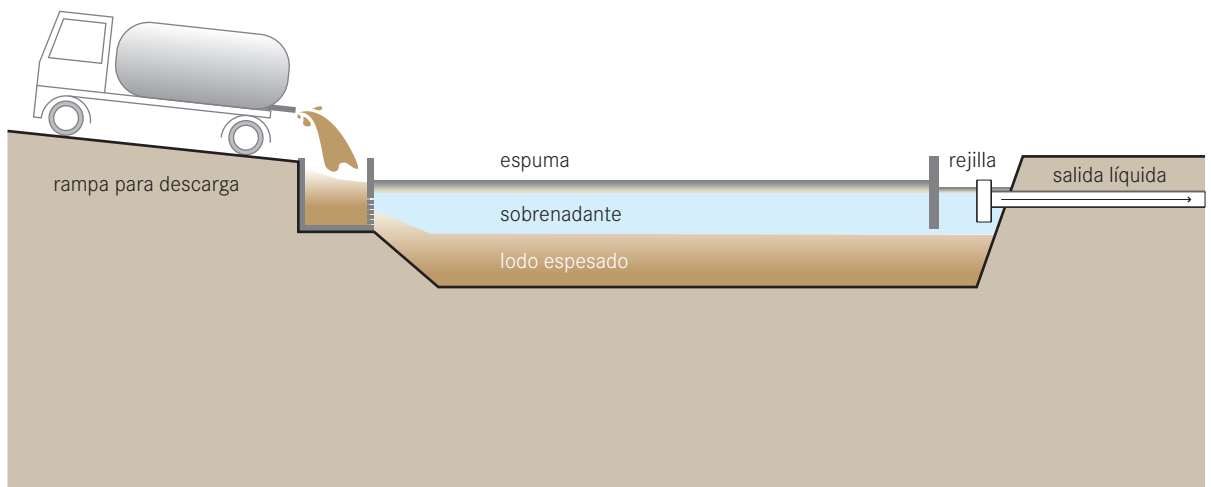 espuma
rejilla
salida líquida
rampa para descarga
sobrenadante
lodo espesado